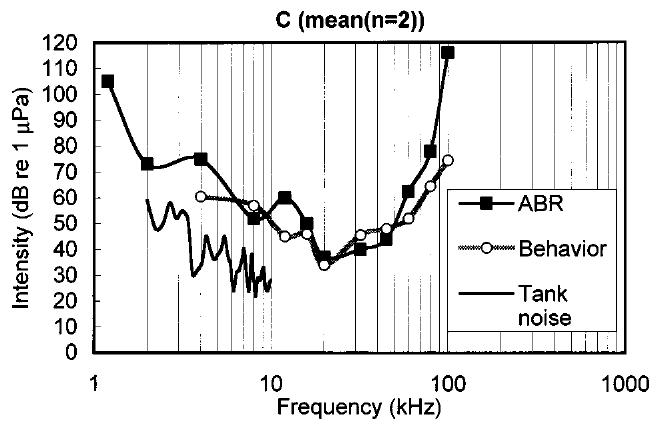 C (mean(n=2))
Intensity (dB re 1 µPa)
120
110
100
90
80
70
60
50
40
30
20
10
0
1
10
100
1000
Frequency (kHz)
ABR
Behavior
Tank
noise